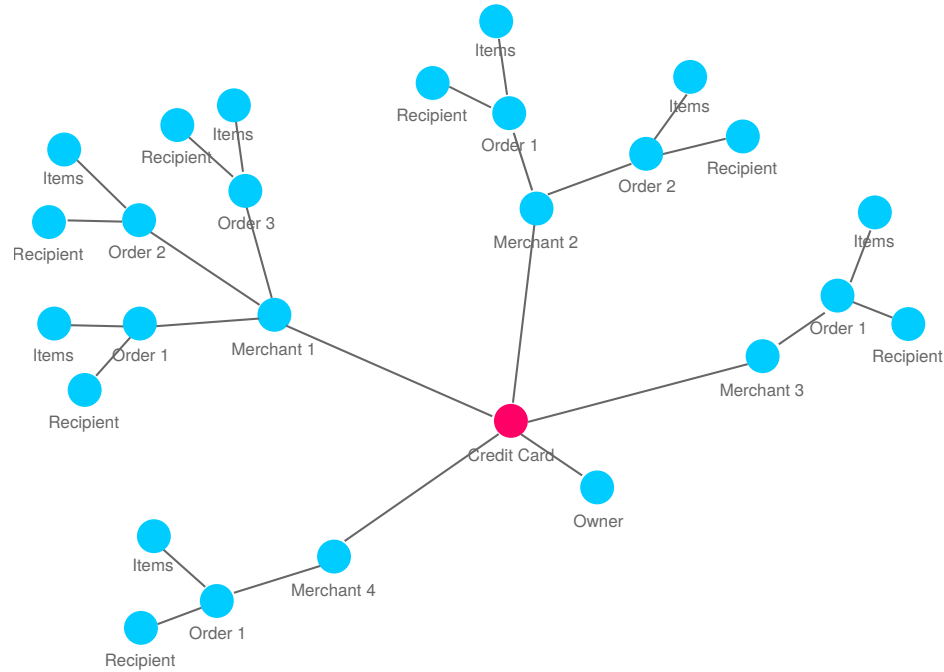 Items
Recipient
Order 1
Items
Recipient
Order 2
Merchant 2
Items
Recipient
Order 3
Items
Recipient
Order 2
Items
Order 1
Recipient
Merchant 1
Items
Order 1
Recipient
Merchant 3
Credit Card
Owner
Items
Merchant 4
Order 1
Recipient